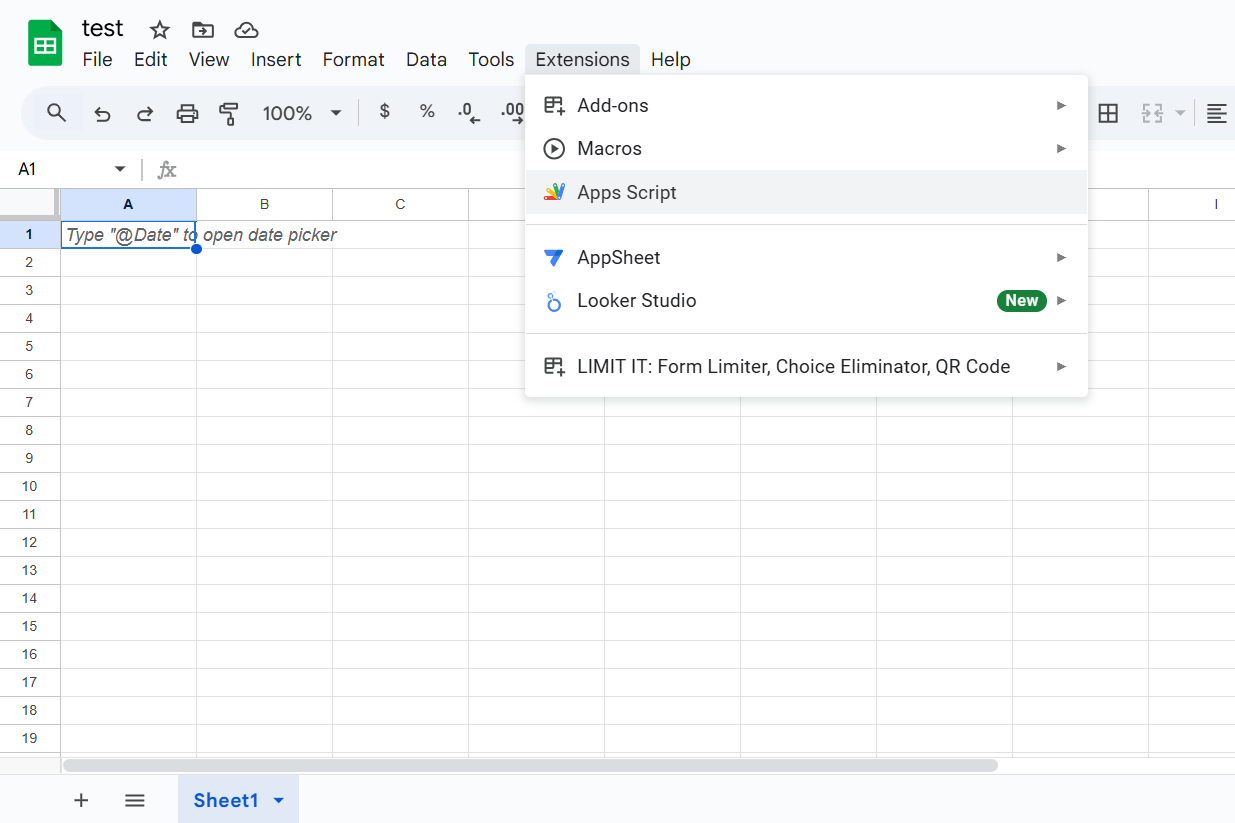 test
File Edit View Insert Format Data Tools Extensions Help
100% $ % .0 .00
A1 fx
Add-ons
Macros
Apps Script
AppSheet
Looker Studio New
LIMIT IT: Form Limiter, Choice Eliminator, QR Code
A B C I
1 Type "@Date" to open date picker
2
3
4
5
6
7
8
9
10
11
12
13
14
15
16
17
18
19
Sheet1